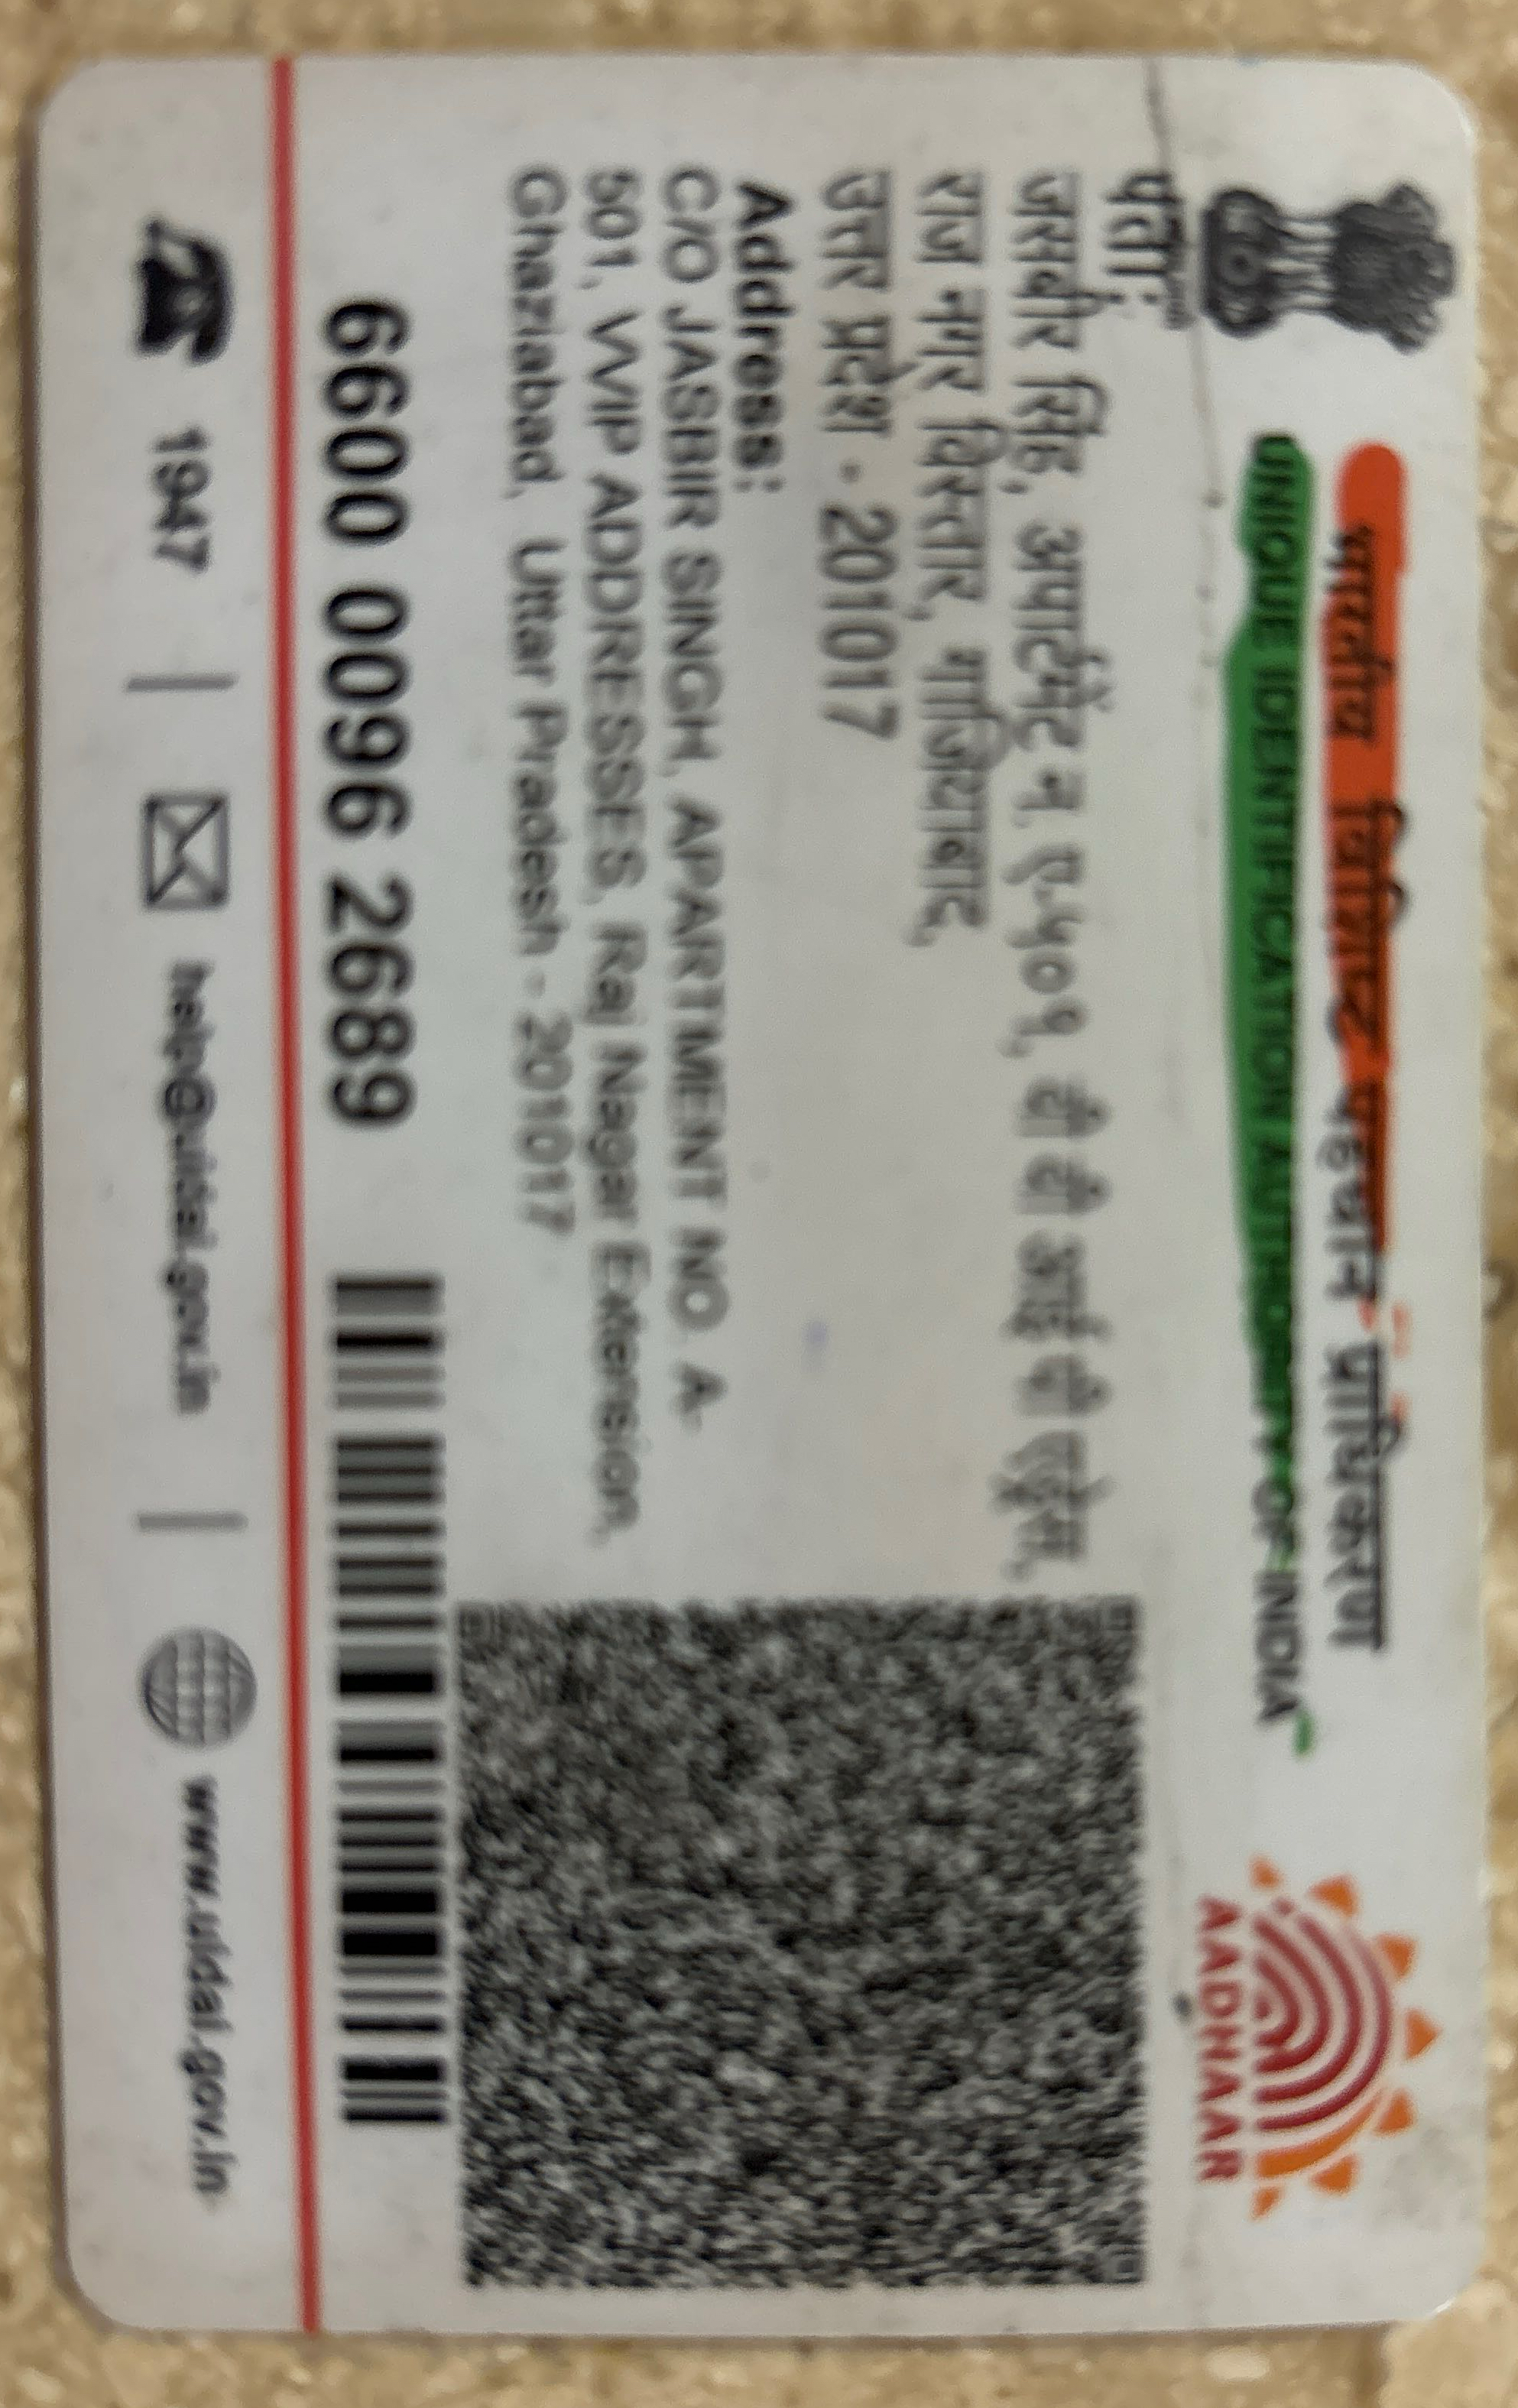 भारतीय विशिष्ट पहचान प्राधिकरण
UNIQUE IDENTIFICATION AUTHORITY OF INDIA
AADHAAR
पता:
जसबीर सिंह, अपार्टमेंट न. ए-५०१, वी वी आई पी एड्रेसेस,
राज नगर विस्तार, गाजियाबाद,
उत्तर प्रदेश - 201017
Address:
C/O JASBIR SINGH, APARTMENT NO. A-
501, VVIP ADDRESSES, Raj Nagar Extension,
Ghaziabad, Uttar Pradesh - 201017
6600 0096 2689
1947 | help@uidai.gov.in | www.uidai.gov.in